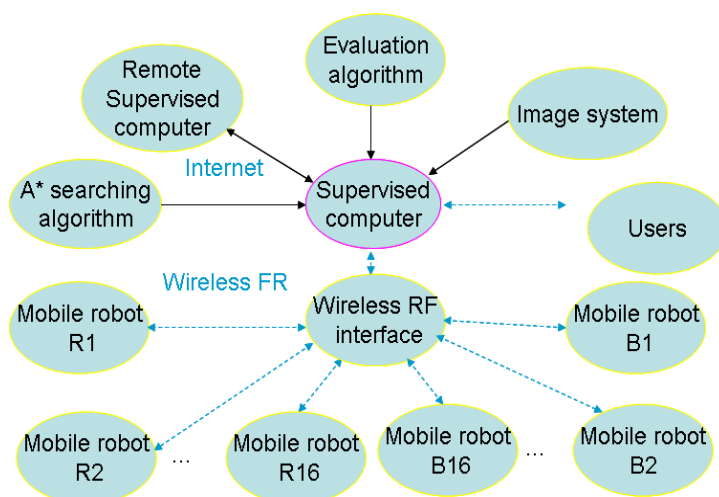 Evaluation
algorithm
Remote
Supervised
computer
Image system
Internet
A* searching
algorithm
Supervised
computer
Users
Wireless FR
Wireless RF
interface
Mobile robot
R1
Mobile robot
B1
Mobile robot
R2
...
Mobile robot
R16
Mobile robot
B16
...
Mobile robot
B2